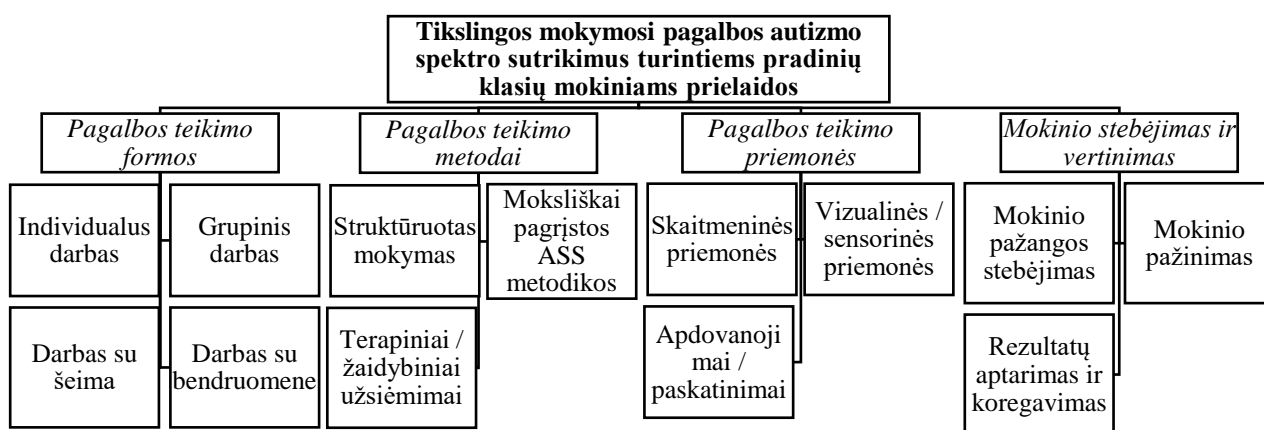 Tikslingos mokymosi pagalbos autizmo
spektro sutrikimus turintiems pradinių
klasių mokiniams prielaidos
Pagalbos teikimo
formos
Individualus
darbas
Grupinis
darbas
Darbas su
šeima
Darbas su
bendruomene
Pagalbos teikimo
metodai
Struktūruotas
mokymas
Moksliškai
pagrįstos
ASS
metodikos
Terapiniai /
žaidybiniai
užsiėmimai
Pagalbos teikimo
priemonės
Skaitmeninės
priemonės
Vizualinės /
sensorinės
priemonės
Apdovanoji
mai /
paskatinimai
Mokinio stebėjimas ir
vertinimas
Mokinio
pažangos
stebėjimas
Mokinio
pažinimas
Rezultatų
aptarimas ir
koregavimas